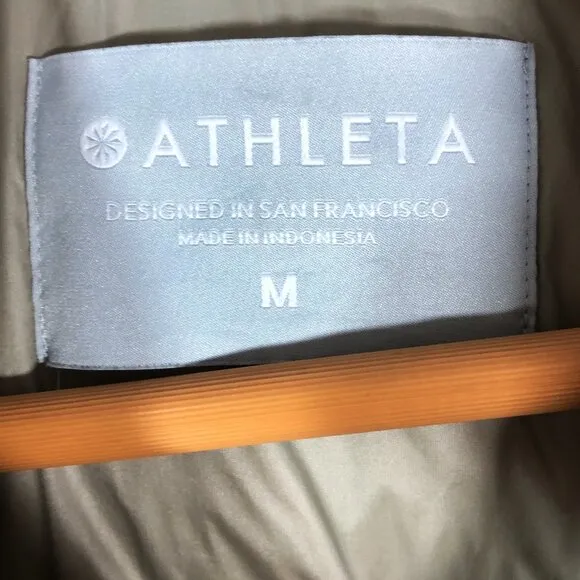 ATHLETA
DESIGNED IN SAN FRANCISCO
MADE IN INDONESIA
M